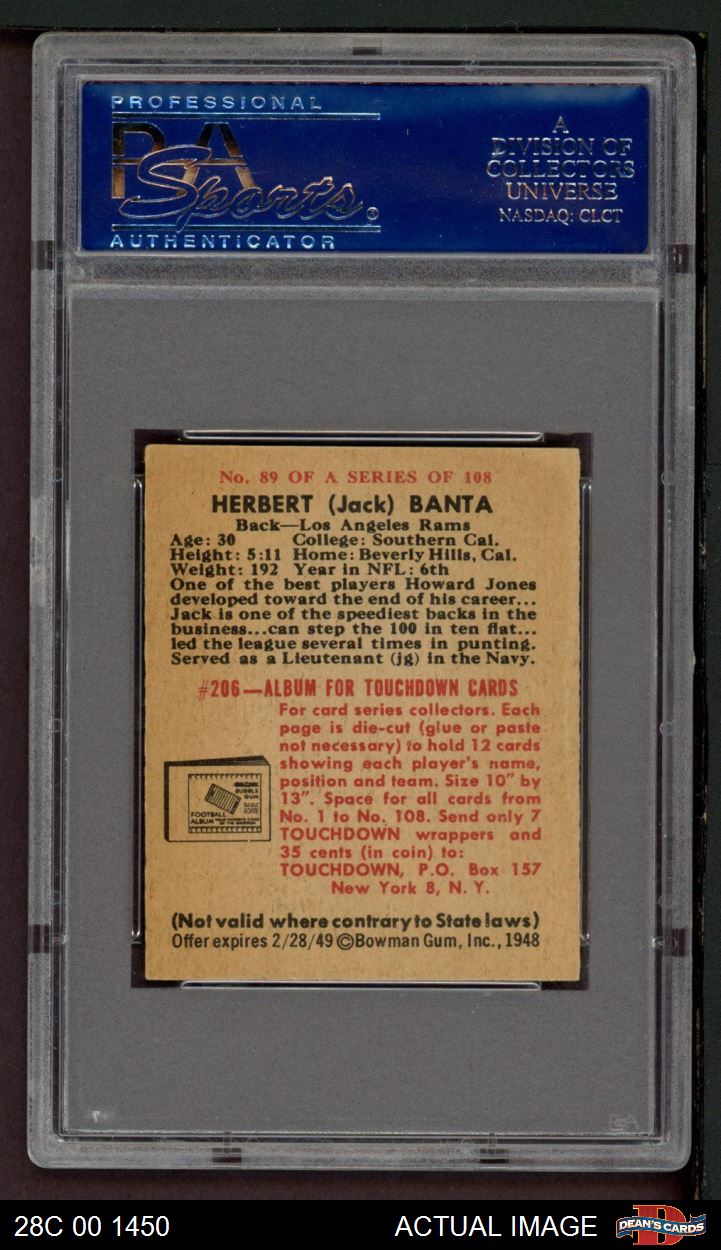 PROFESSIONAL
PSA
Sports®
AUTHENTICATOR
A
DIVISION OF
COLLECTORS
UNIVERSE
NASDAQ: CLCT
No. 89 OF A SERIES OF 108
HERBERT (Jack) BANTA
Back—Los Angeles Rams
Age: 30 College: Southern Cal.
Height: 5:11 Home: Beverly Hills, Cal.
Weight: 192 Year in NFL: 6th
One of the best players Howard Jones
developed toward the end of his career...
Jack is one of the speediest backs in the
business...can step the 100 in ten flat...
led the league several times in punting.
Served as a Lieutenant (jg) in the Navy.
#206—ALBUM FOR TOUCHDOWN CARDS
For card series collectors. Each
page is die-cut (glue or paste
not necessary) to hold 12 cards
showing each player's name,
position and team. Size 10" by
13". Space for all cards from
No. 1 to No. 108. Send only 7
TOUCHDOWN wrappers and
35 cents (in coin) to:
TOUCHDOWN, P.O. Box 157
New York 8, N. Y.
BUBBLE
GUM
FOOTBALL
ALBUM
(Not valid where contrary to State laws)
Offer expires 2/28/49 ©Bowman Gum, Inc., 1948
PSA
28C 00 1450
ACTUAL IMAGE
DEAN'S CARDS